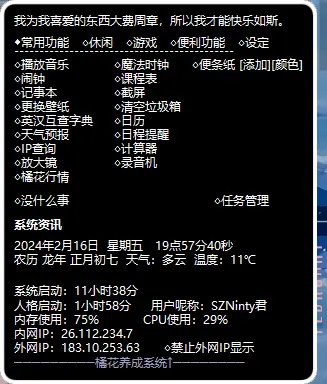 我为我喜爱的东西大费周章，所以我才能快乐如斯。
⬥常用功能 ⬦休闲 ⬦游戏 ⬦便利功能 ⬦设定
⬦播放音乐 ⬦魔法时钟 ⬦便条纸 [添加][颜色]
⬦闹钟 ⬦课程表
⬦记事本 ⬦截屏
⬦更换壁纸 ⬦清空垃圾箱
⬦英汉互查字典 ⬦日历
⬦天气预报 ⬦日程提醒
⬦IP查询 ⬦计算器
⬦放大镜 ⬦录音机
⬦橘花行情
⬦没什么事 ⬦任务管理
系统资讯
2024年2月16日 星期五 19点57分40秒
农历 龙年 正月初七 天气：多云 温度：11℃
系统启动：11小时38分
人格启动：1小时58分 用户昵称：SZNinty君
内存使用：75% CPU使用：29%
内网IP：26.112.234.7
外网IP：183.10.253.63 ⬦禁止外网IP显示
橘花养成系统↑